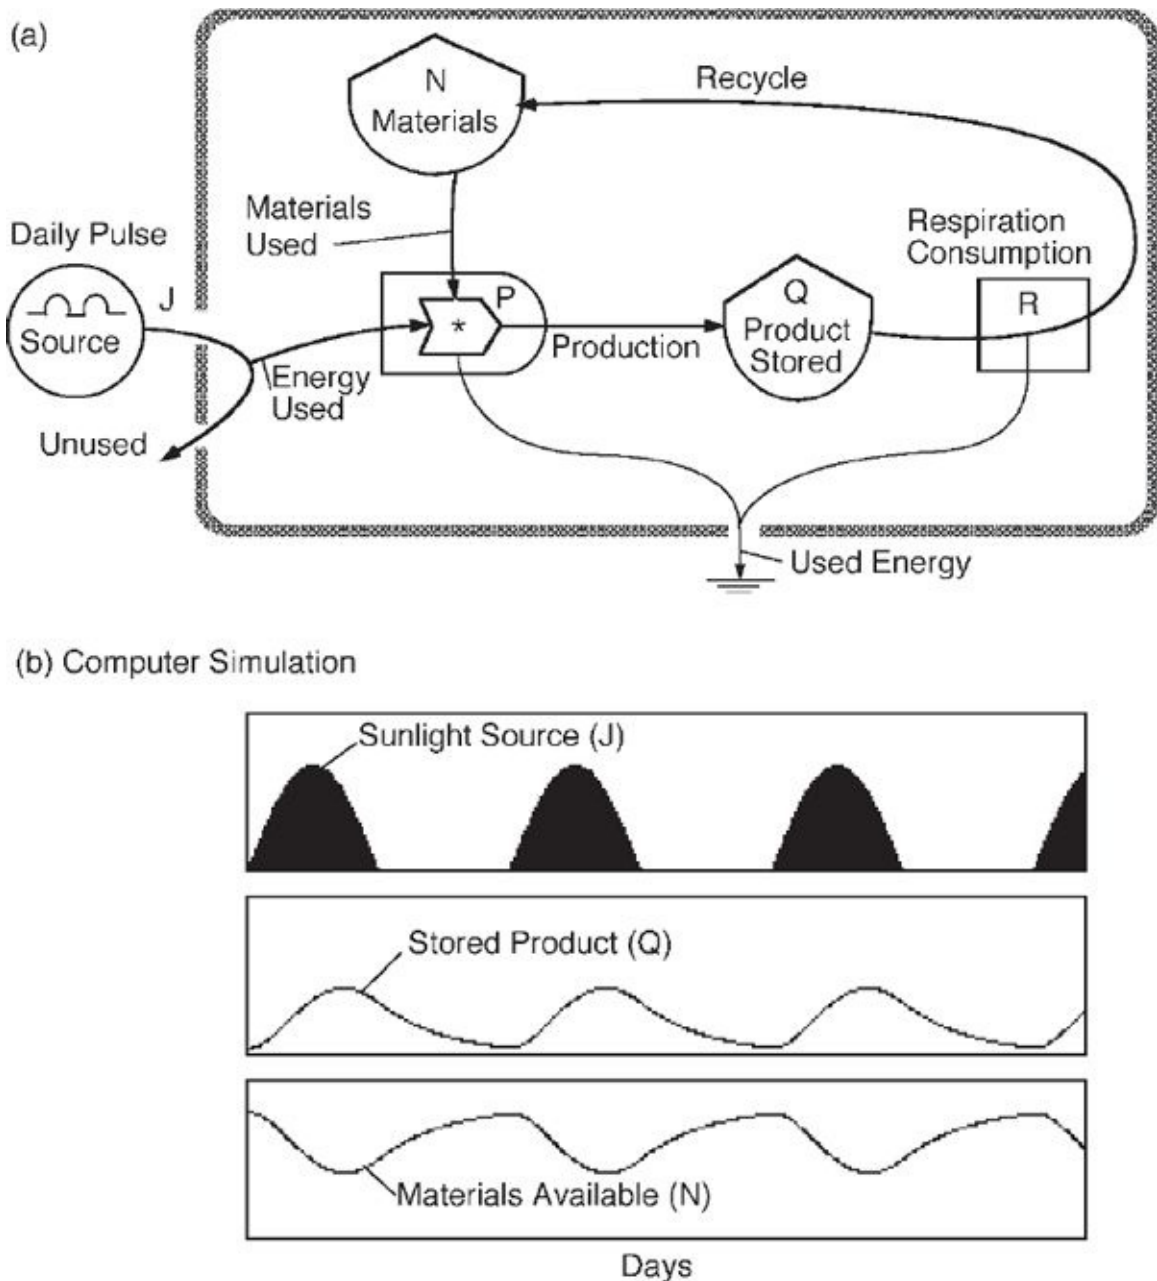 (a)
N
Materials
Recycle
Materials
Used
Respiration
Consumption
Daily Pulse
J
Source
P
*
Q
Product
Stored
R
Production
Energy
Used
Unused
Used Energy
(b) Computer Simulation
Sunlight Source (J)
Stored Product (Q)
Materials Available (N)
Days